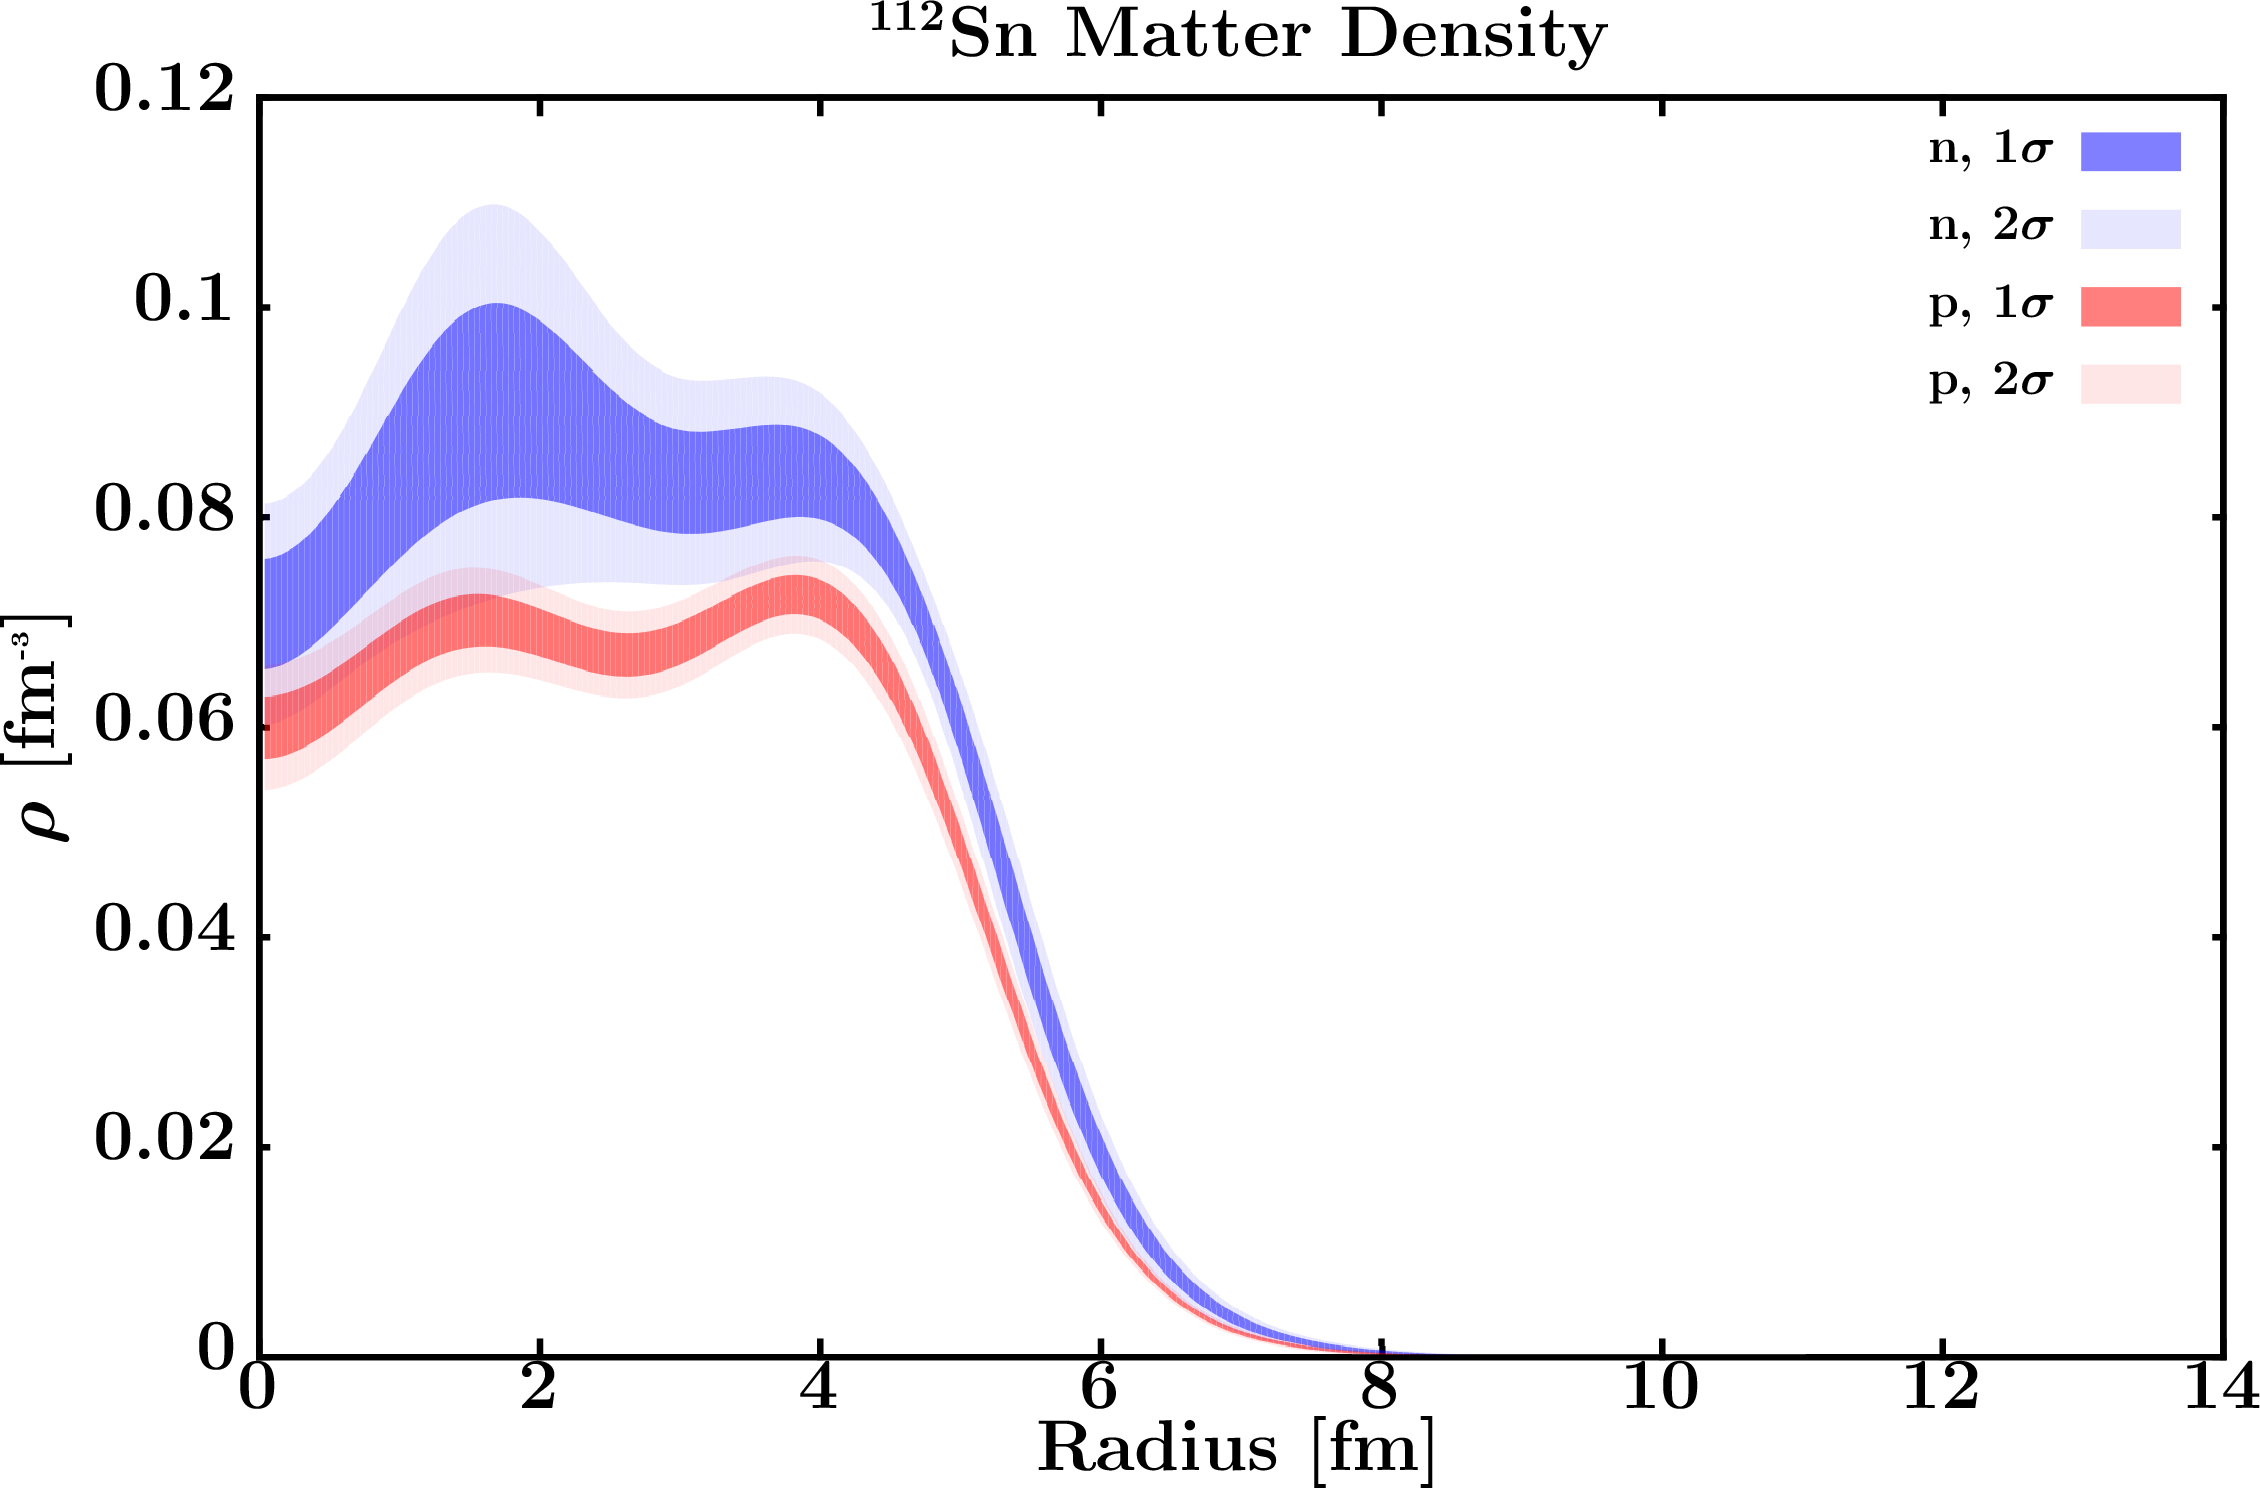 ¹¹²Sn Matter Density
0.12
0.1
0.08
0.06
0.04
0.02
0
ρ [fm⁻³]
n, 1σ
n, 2σ
p, 1σ
p, 2σ
0 2 4 6 8 10 12 14
Radius [fm]